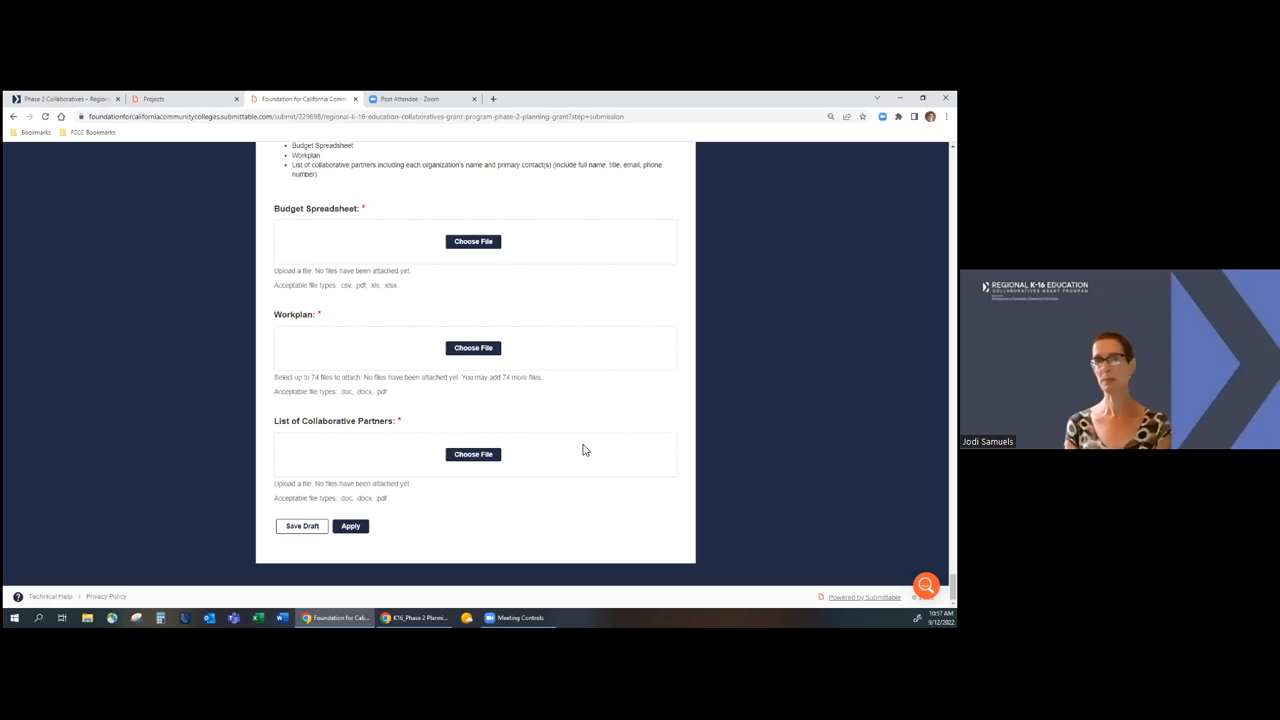 Phase 2 Collaboratives – Region
Projects
Foundation for California Comm
Post Attendee - Zoom
foundationforcaliforniacommunitycolleges.submittable.com/submit/229698/regional-k-16-education-collaboratives-grant-program-phase-2-planning-grant?step=submission
Bookmarks
FCCC Bookmarks
Budget Spreadsheet
Workplan
List of collaborative partners including each organization's name and primary contact(s) (include full name, title, email, phone
number)
Budget Spreadsheet: *
Choose File
Upload a file. No files have been attached yet.
Acceptable file types: .csv, .pdf, .xls, .xlsx
Workplan: *
Choose File
Select up to 74 files to attach. No files have been attached yet. You may add 74 more files.
Acceptable file types: .doc, .docx, .pdf
List of Collaborative Partners: *
Choose File
Upload a file. No files have been attached yet.
Acceptable file types: .doc, .docx, .pdf
Save Draft
Apply
Technical Help | Privacy Policy
Powered by Submittable
Foundation for Cali...
K16_Phase 2 Planni...
Meeting Controls
10:57 AM
9/12/2022
REGIONAL K-16 EDUCATION
COLLABORATIVES GRANT PROGRAM
Jodi Samuels